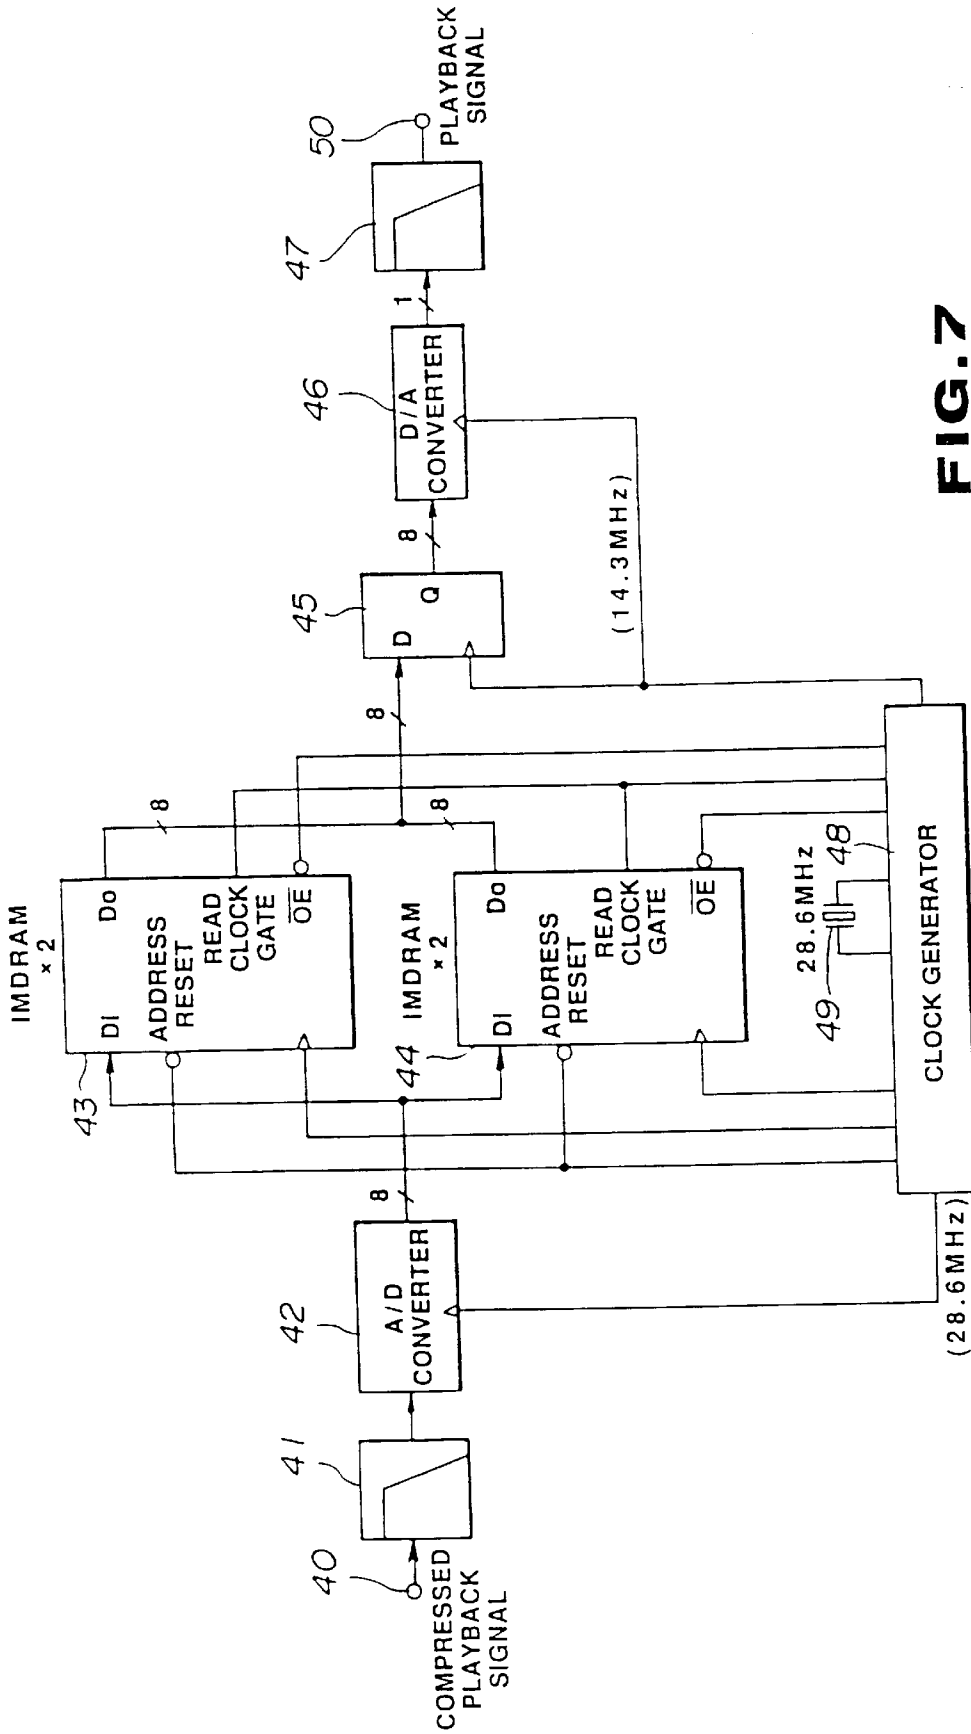 COMPRESSED
PLAYBACK
SIGNAL
40
41
42
A/D
CONVERTER
8
(28.6MHz)
43
IMDRAM
× 2
DI
Do
ADDRESS
RESET
READ
CLOCK
GATE
OE
8
44
IMDRAM
× 2
DI
Do
ADDRESS
RESET
READ
CLOCK
GATE
OE
8
49
28.6MHz
48
CLOCK GENERATOR
8
45
D
Q
8
(14.3MHz)
46
D/A
CONVERTER
1
47
50
PLAYBACK
SIGNAL
FIG.7